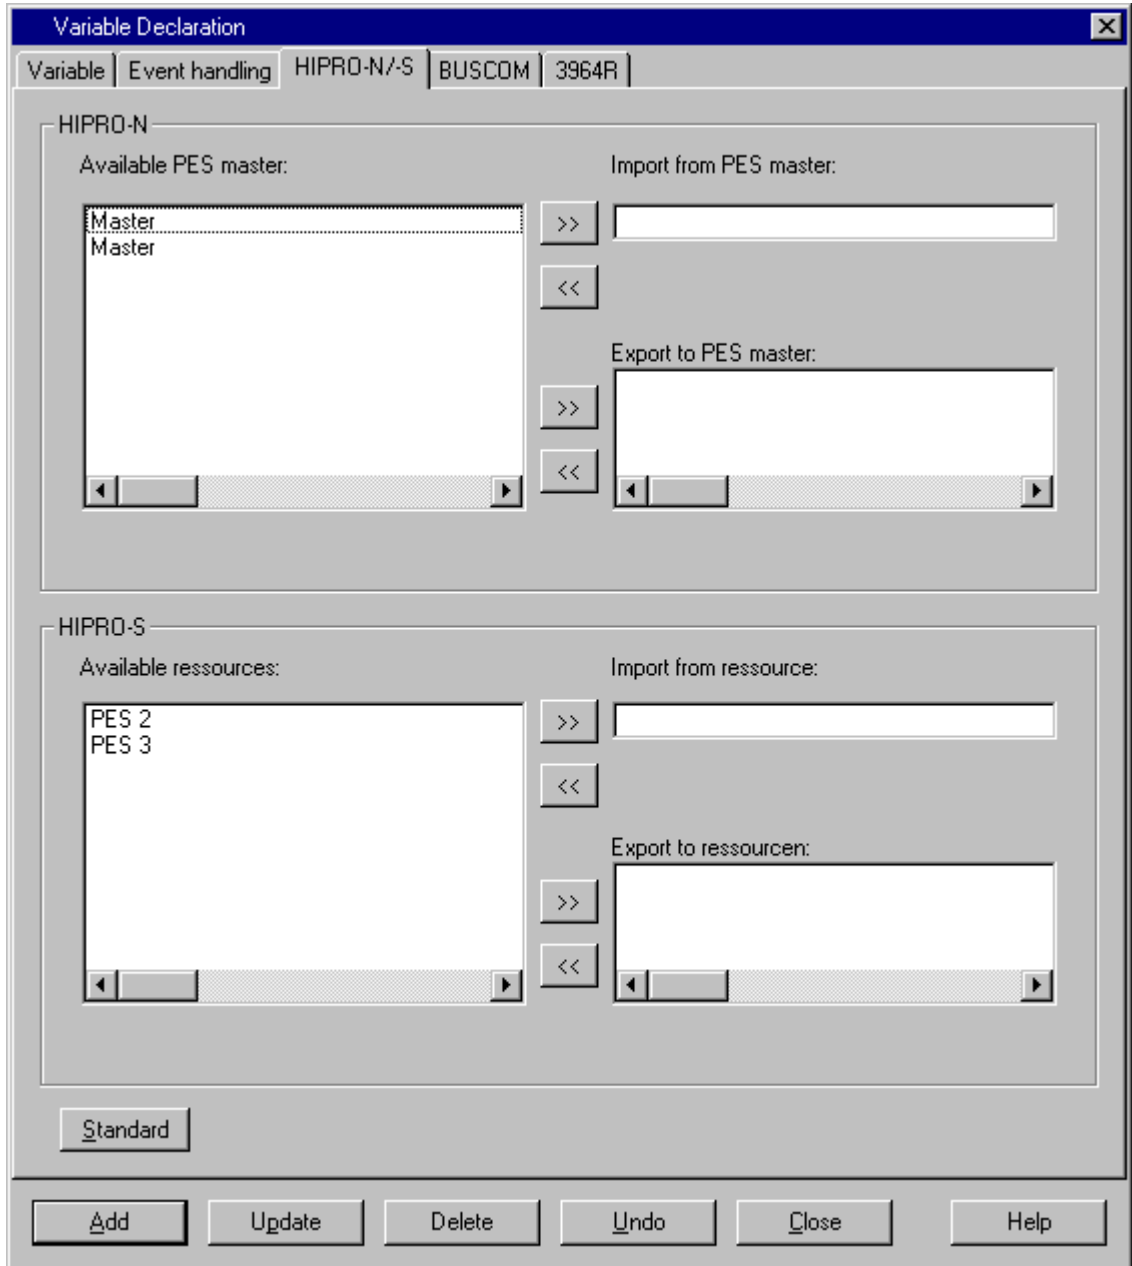 Variable Declaration
Variable Event handling HIPRO-N/-S BUSCOM 3964R
HIPRO-N
Available PES master: Import from PES master:
Master >>
Master
<<
Export to PES master:
>>
<<
HIPRO-S
Available ressources: Import from ressource:
PES 2 >>
PES 3
<<
Export to ressourcen:
>>
<<
Standard
Add Update Delete Undo Close Help